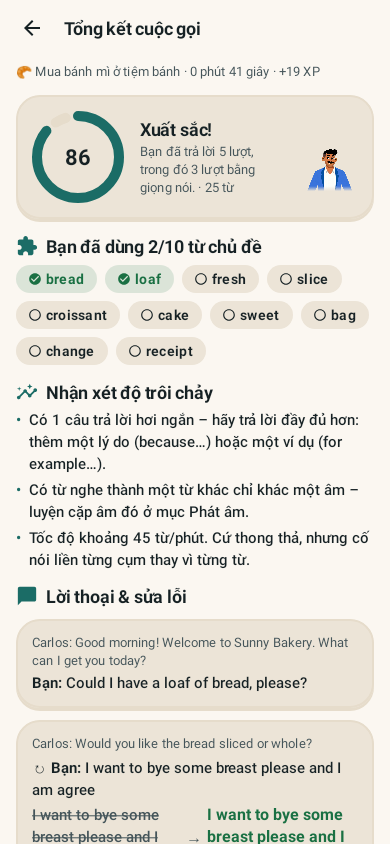 Tổng kết cuộc gọi
🥐 Mua bánh mì ở tiệm bánh · 0 phút 41 giây · +19 XP
86
Xuất sắc!
Bạn đã trả lời 5 lượt,
trong đó 3 lượt bằng
giọng nói. · 25 từ
Bạn đã dùng 2/10 từ chủ đề
bread
loaf
fresh
slice
croissant
cake
sweet
bag
change
receipt
Nhận xét độ trôi chảy
• Có 1 câu trả lời hơi ngắn – hãy trả lời đầy đủ hơn:
thêm một lý do (because…) hoặc một ví dụ (for
example…).
• Có từ nghe thành một từ khác chỉ khác một âm –
luyện cặp âm đó ở mục Phát âm.
• Tốc độ khoảng 45 từ/phút. Cứ thong thả, nhưng cố
nói liền từng cụm thay vì từng từ.
Lời thoại & sửa lỗi
Carlos: Good morning! Welcome to Sunny Bakery. What
can I get you today?
Bạn: Could I have a loaf of bread, please?
Carlos: Would you like the bread sliced or whole?
Bạn: I want to bye some breast please and I
am agree
I want to bye some
breast please and I
→
I want to bye some
breast please and I